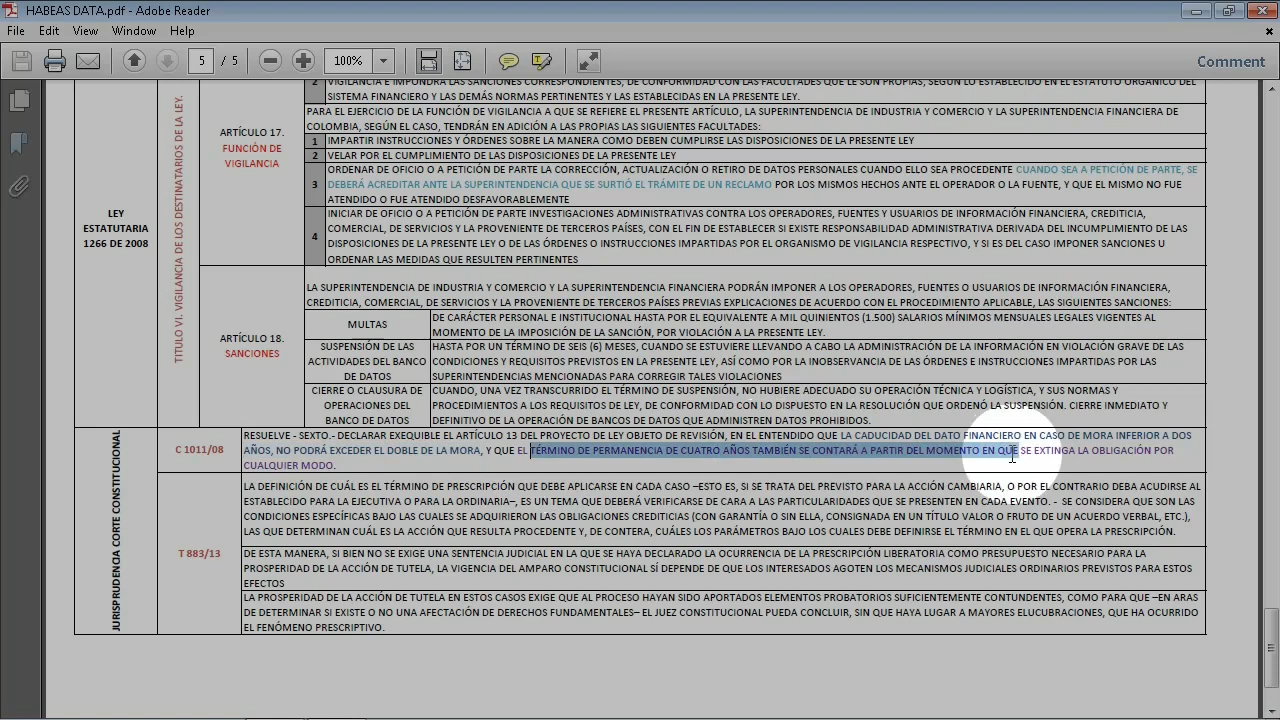 HABEAS DATA.pdf - Adobe Reader
File Edit View Window Help
5 / 5
100%
Comment
2 VIGILANCIA E IMPONDRÁ LAS SANCIONES CORRESPONDIENTES, DE CONFORMIDAD CON LAS FACULTADES QUE LE SON PROPIAS, SEGÚN LO ESTABLECIDO EN EL ESTATUTO ORGÁNICO DEL
SISTEMA FINANCIERO Y LAS DEMÁS NORMAS PERTINENTES Y LAS ESTABLECIDAS EN LA PRESENTE LEY.
LEY
ESTATUTARIA
1266 DE 2008
TITULO VI. VIGILANCIA DE LOS DESTINATARIOS DE LA LEY.
ARTÍCULO 17.
FUNCIÓN DE
VIGILANCIA
PARA EL EJERCICIO DE LA FUNCIÓN DE VIGILANCIA A QUE SE REFIERE EL PRESENTE ARTÍCULO, LA SUPERINTENDENCIA DE INDUSTRIA Y COMERCIO Y LA SUPERINTENDENCIA FINANCIERA DE
COLOMBIA, SEGÚN EL CASO, TENDRÁN EN ADICIÓN A LAS PROPIAS LAS SIGUIENTES FACULTADES:
1 IMPARTIR INSTRUCCIONES Y ÓRDENES SOBRE LA MANERA COMO DEBEN CUMPLIRSE LAS DISPOSICIONES DE LA PRESENTE LEY
2 VELAR POR EL CUMPLIMIENTO DE LAS DISPOSICIONES DE LA PRESENTE LEY
3 ORDENAR DE OFICIO O A PETICIÓN DE PARTE LA CORRECCIÓN, ACTUALIZACIÓN O RETIRO DE DATOS PERSONALES CUANDO ELLO SEA PROCEDENTE CUANDO SEA A PETICIÓN DE PARTE, SE
DEBERÁ ACREDITAR ANTE LA SUPERINTENDENCIA QUE SE SURTIÓ EL TRÁMITE DE UN RECLAMO POR LOS MISMOS HECHOS ANTE EL OPERADOR O LA FUENTE, Y QUE EL MISMO NO FUE
ATENDIDO O FUE ATENDIDO DESFAVORABLEMENTE
4 INICIAR DE OFICIO O A PETICIÓN DE PARTE INVESTIGACIONES ADMINISTRATIVAS CONTRA LOS OPERADORES, FUENTES Y USUARIOS DE INFORMACIÓN FINANCIERA, CREDITICIA,
COMERCIAL, DE SERVICIOS Y LA PROVENIENTE DE TERCEROS PAÍSES, CON EL FIN DE ESTABLECER SI EXISTE RESPONSABILIDAD ADMINISTRATIVA DERIVADA DEL INCUMPLIMIENTO DE LAS
DISPOSICIONES DE LA PRESENTE LEY O DE LAS ÓRDENES O INSTRUCCIONES IMPARTIDAS POR EL ORGANISMO DE VIGILANCIA RESPECTIVO, Y SI ES DEL CASO IMPONER SANCIONES U
ORDENAR LAS MEDIDAS QUE RESULTEN PERTINENTES
ARTÍCULO 18.
SANCIONES
LA SUPERINTENDENCIA DE INDUSTRIA Y COMERCIO Y LA SUPERINTENDENCIA FINANCIERA PODRÁN IMPONER A LOS OPERADORES, FUENTES O USUARIOS DE INFORMACIÓN FINANCIERA,
CREDITICIA, COMERCIAL, DE SERVICIOS Y LA PROVENIENTE DE TERCEROS PAÍSES PREVIAS EXPLICACIONES DE ACUERDO CON EL PROCEDIMIENTO APLICABLE, LAS SIGUIENTES SANCIONES:
MULTAS
DE CARÁCTER PERSONAL E INSTITUCIONAL HASTA POR EL EQUIVALENTE A MIL QUINIENTOS (1.500) SALARIOS MÍNIMOS MENSUALES LEGALES VIGENTES AL
MOMENTO DE LA IMPOSICIÓN DE LA SANCIÓN, POR VIOLACIÓN A LA PRESENTE LEY.
SUSPENSIÓN DE LAS
ACTIVIDADES DEL BANCO
DE DATOS
HASTA POR UN TÉRMINO DE SEIS (6) MESES, CUANDO SE ESTUVIERE LLEVANDO A CABO LA ADMINISTRACIÓN DE LA INFORMACIÓN EN VIOLACIÓN GRAVE DE LAS
CONDICIONES Y REQUISITOS PREVISTOS EN LA PRESENTE LEY, ASÍ COMO POR LA INOBSERVANCIA DE LAS ÓRDENES E INSTRUCCIONES IMPARTIDAS POR LAS
SUPERINTENDENCIAS MENCIONADAS PARA CORREGIR TALES VIOLACIONES
CIERRE O CLAUSURA DE
OPERACIONES DEL
BANCO DE DATOS
CUANDO, UNA VEZ TRANSCURRIDO EL TÉRMINO DE SUSPENSIÓN, NO HUBIERE ADECUADO SU OPERACIÓN TÉCNICA Y LOGÍSTICA, Y SUS NORMAS Y
PROCEDIMIENTOS A LOS REQUISITOS DE LEY, DE CONFORMIDAD CON LO DISPUESTO EN LA RESOLUCIÓN QUE ORDENÓ LA SUSPENSIÓN. CIERRE INMEDIATO Y
DEFINITIVO DE LA OPERACIÓN DE BANCOS DE DATOS QUE ADMINISTREN DATOS PROHIBIDOS.
JURISPRUDENCIA CORTE CONSTITUCIONAL
C 1011/08
RESUELVE - SEXTO.- DECLARAR EXEQUIBLE EL ARTÍCULO 13 DEL PROYECTO DE LEY OBJETO DE REVISIÓN, EN EL ENTENDIDO QUE LA CADUCIDAD DEL DATO FINANCIERO EN CASO DE MORA INFERIOR A DOS
AÑOS, NO PODRÁ EXCEDER EL DOBLE DE LA MORA, Y QUE EL TÉRMINO DE PERMANENCIA DE CUATRO AÑOS TAMBIÉN SE CONTARÁ A PARTIR DEL MOMENTO EN QUE SE EXTINGA LA OBLIGACIÓN POR
CUALQUIER MODO.
T 883/13
LA DEFINICIÓN DE CUÁL ES EL TÉRMINO DE PRESCRIPCIÓN QUE DEBE APLICARSE EN CADA CASO –ESTO ES, SI SE TRATA DEL PREVISTO PARA LA ACCIÓN CAMBIARIA, O POR EL CONTRARIO DEBA ACUDIRSE AL
ESTABLECIDO PARA LA EJECUTIVA O PARA LA ORDINARIA–, ES UN TEMA QUE DEBERÁ VERIFICARSE DE CARA A LAS PARTICULARIDADES QUE SE PRESENTEN EN CADA EVENTO. - SE CONSIDERA QUE SON LAS
CONDICIONES ESPECÍFICAS BAJO LAS CUALES SE ADQUIRIERON LAS OBLIGACIONES CREDITICIAS (CON GARANTÍA O SIN ELLA, CONSIGNADA EN UN TÍTULO VALOR O FRUTO DE UN ACUERDO VERBAL, ETC.),
LAS QUE DETERMINAN CUÁL ES LA ACCIÓN QUE RESULTA PROCEDENTE Y, DE CONTERA, CUÁLES LOS PARÁMETROS BAJO LOS CUALES DEBE DEFINIRSE EL TÉRMINO EN EL QUE OPERA LA PRESCRIPCIÓN.
DE ESTA MANERA, SI BIEN NO SE EXIGE UNA SENTENCIA JUDICIAL EN LA QUE SE HAYA DECLARADO LA OCURRENCIA DE LA PRESCRIPCIÓN LIBERATORIA COMO PRESUPUESTO NECESARIO PARA LA
PROSPERIDAD DE LA ACCIÓN DE TUTELA, LA VIGENCIA DEL AMPARO CONSTITUCIONAL SÍ DEPENDE DE QUE LOS INTERESADOS AGOTEN LOS MECANISMOS JUDICIALES ORDINARIOS PREVISTOS PARA ESTOS
EFECTOS
LA PROSPERIDAD DE LA ACCIÓN DE TUTELA EN ESTOS CASOS EXIGE QUE AL PROCESO HAYAN SIDO APORTADOS ELEMENTOS PROBATORIOS SUFICIENTEMENTE CONTUNDENTES, COMO PARA QUE –EN ARAS
DE DETERMINAR SI EXISTE O NO UNA AFECTACIÓN DE DERECHOS FUNDAMENTALES– EL JUEZ CONSTITUCIONAL PUEDA CONCLUIR, SIN QUE HAYA LUGAR A MAYORES ELUCUBRACIONES, QUE HA OCURRIDO
EL FENÓMENO PRESCRIPTIVO.